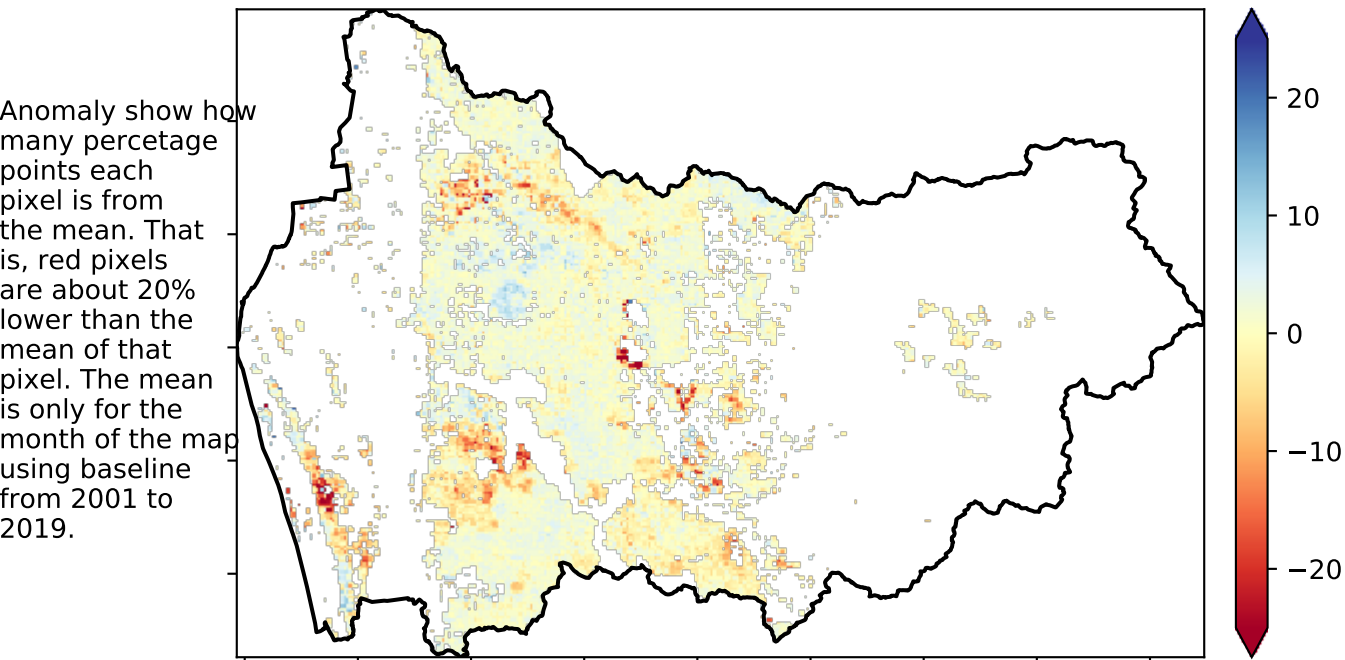 Anomaly show how
many percetage
points each
pixel is from
the mean. That
is, red pixels
are about 20%
lower than the
mean of that
pixel. The mean
is only for the
month of the map
using baseline
from 2001 to
2019.
20
10
0
−10
−20